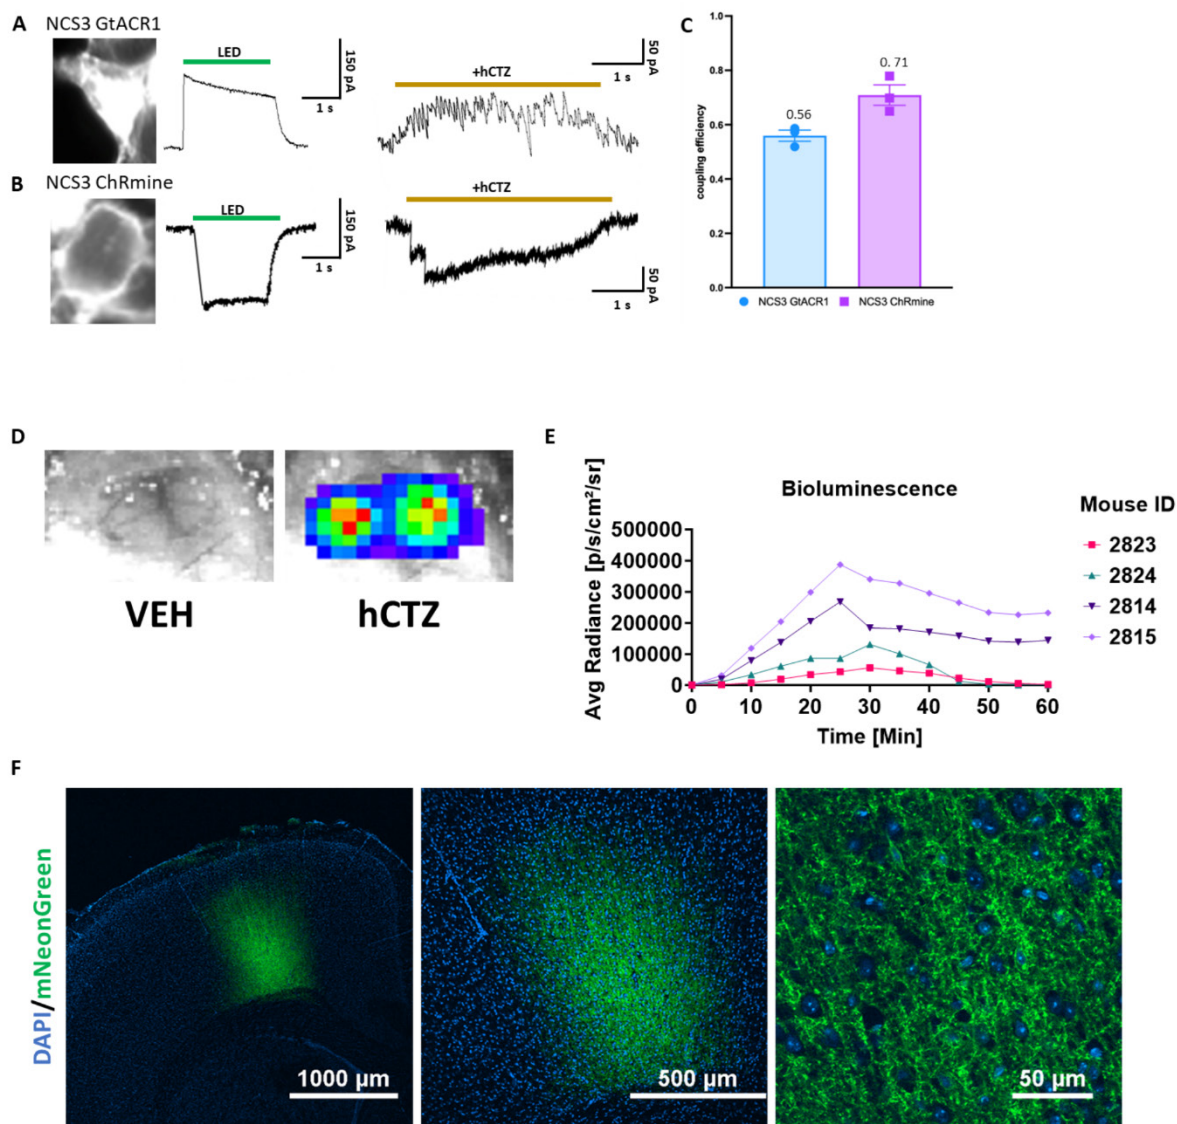 A NCS3 GtACR1
LED
150 pA
1 s
+hCTZ
50 pA
1 s
B NCS3 ChRmine
LED
150 pA
1 s
+hCTZ
50 pA
1 s
C
coupling efficiency
0.8
0.6
0.4
0.2
0.0
0.56
0. 71
NCS3 GtACR1 NCS3 ChRmine
D
VEH hCTZ
E
Bioluminescence
Avg Radiance [p/s/cm²/sr]
500000
400000
300000
200000
100000
0
0 10 20 30 40 50 60
Time [Min]
Mouse ID
2823
2824
2814
2815
F
DAPI/mNeonGreen
1000 µm
500 µm
50 µm